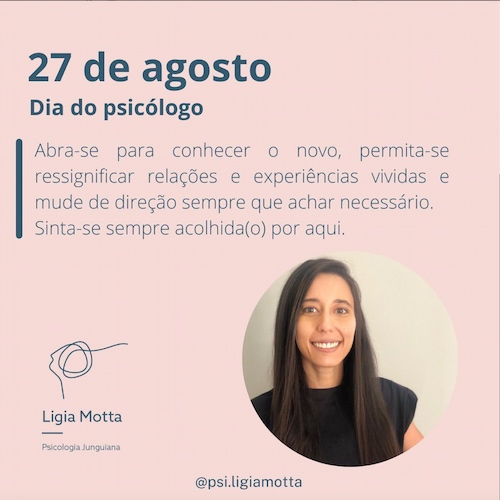 27 de agosto
Dia do psicólogo
Abra-se para conhecer o novo, permita-se
ressignificar relações e experiências vividas e
mude de direção sempre que achar necessário.
Sinta-se sempre acolhida(o) por aqui.
Ligia Motta
Psicologia Junguiana
@psi.ligiamotta